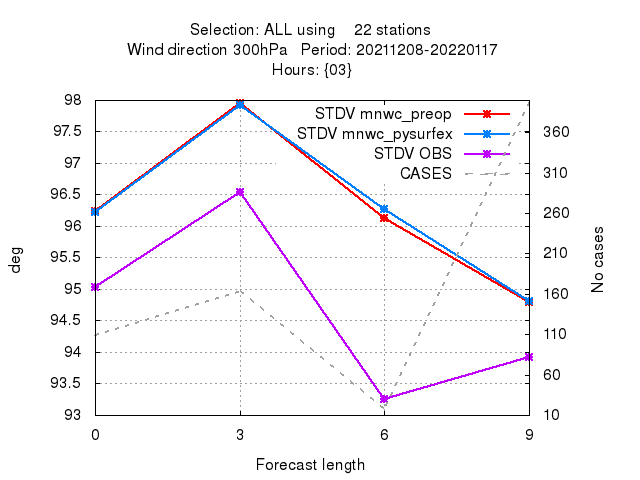 Selection: ALL using 22 stations
Wind direction 300hPa Period: 20211208-20220117
Hours: {03}
STDV mnwc_preop
STDV mnwc_pysurfex
STDV OBS
CASES
98
97.5
97
96.5
96
95.5
95
94.5
94
93.5
93
deg
360
310
260
210
160
110
60
10
No cases
0 3 6 9
Forecast length